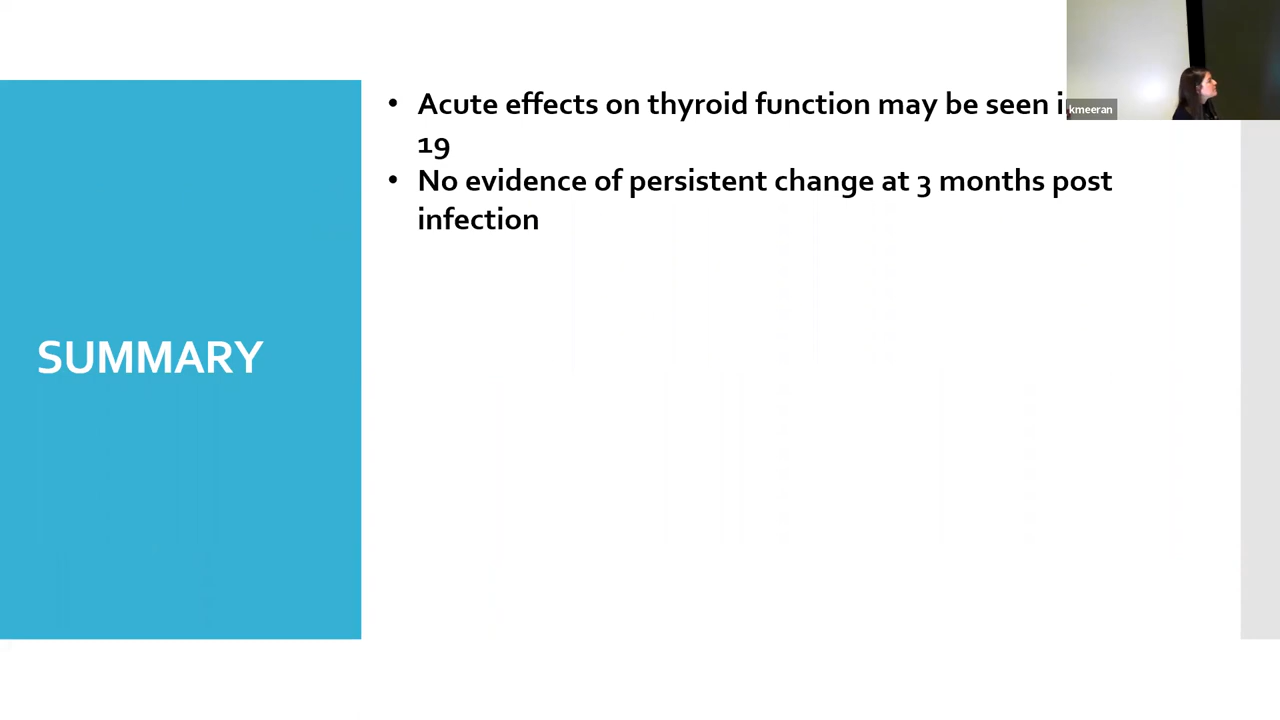 • Acute effects on thyroid function may be seen
19
• No evidence of persistent change at 3 months post
infection
SUMMARY
kmeeran